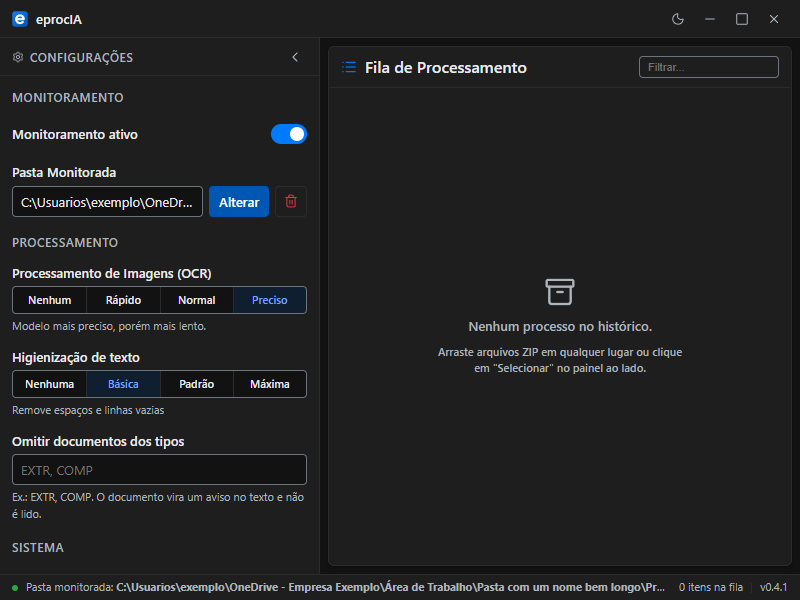 eprocIA
CONFIGURAÇÕES
MONITORAMENTO
Monitoramento ativo
Pasta Monitorada
C:\Usuarios\exemplo\OneDr...
Alterar
PROCESSAMENTO
Processamento de Imagens (OCR)
Nenhum Rápido Normal Preciso
Modelo mais preciso, porém mais lento.
Higienização de texto
Nenhuma Básica Padrão Máxima
Remove espaços e linhas vazias
Omitir documentos dos tipos
EXTR, COMP
Ex.: EXTR, COMP. O documento vira um aviso no texto e não
é lido.
SISTEMA
Fila de Processamento
Filtrar...
Nenhum processo no histórico.
Arraste arquivos ZIP em qualquer lugar ou clique
em "Selecionar" no painel ao lado.
Pasta monitorada: C:\Usuarios\exemplo\OneDrive - Empresa Exemplo\Área de Trabalho\Pasta com um nome bem longo\Pr... 0 itens na fila v0.4.1